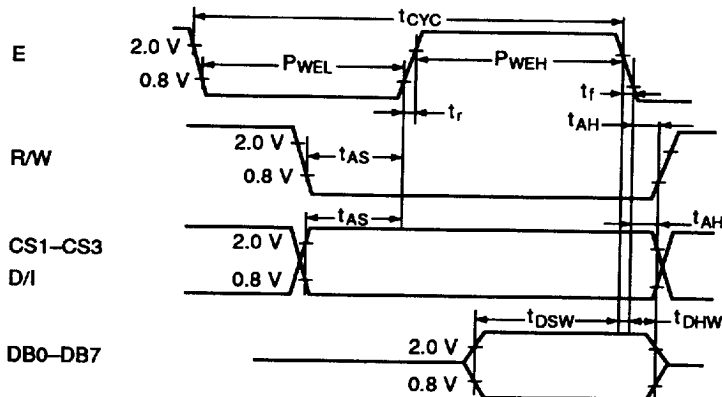 tCYC
E
2.0 V
0.8 V
PWEL
PWEH
tr
tf
tAH
R/W
2.0 V
0.8 V
tAS
tAS
tAH
CS1–CS3
D/I
2.0 V
0.8 V
tDSW
tDHW
DB0–DB7
2.0 V
0.8 V